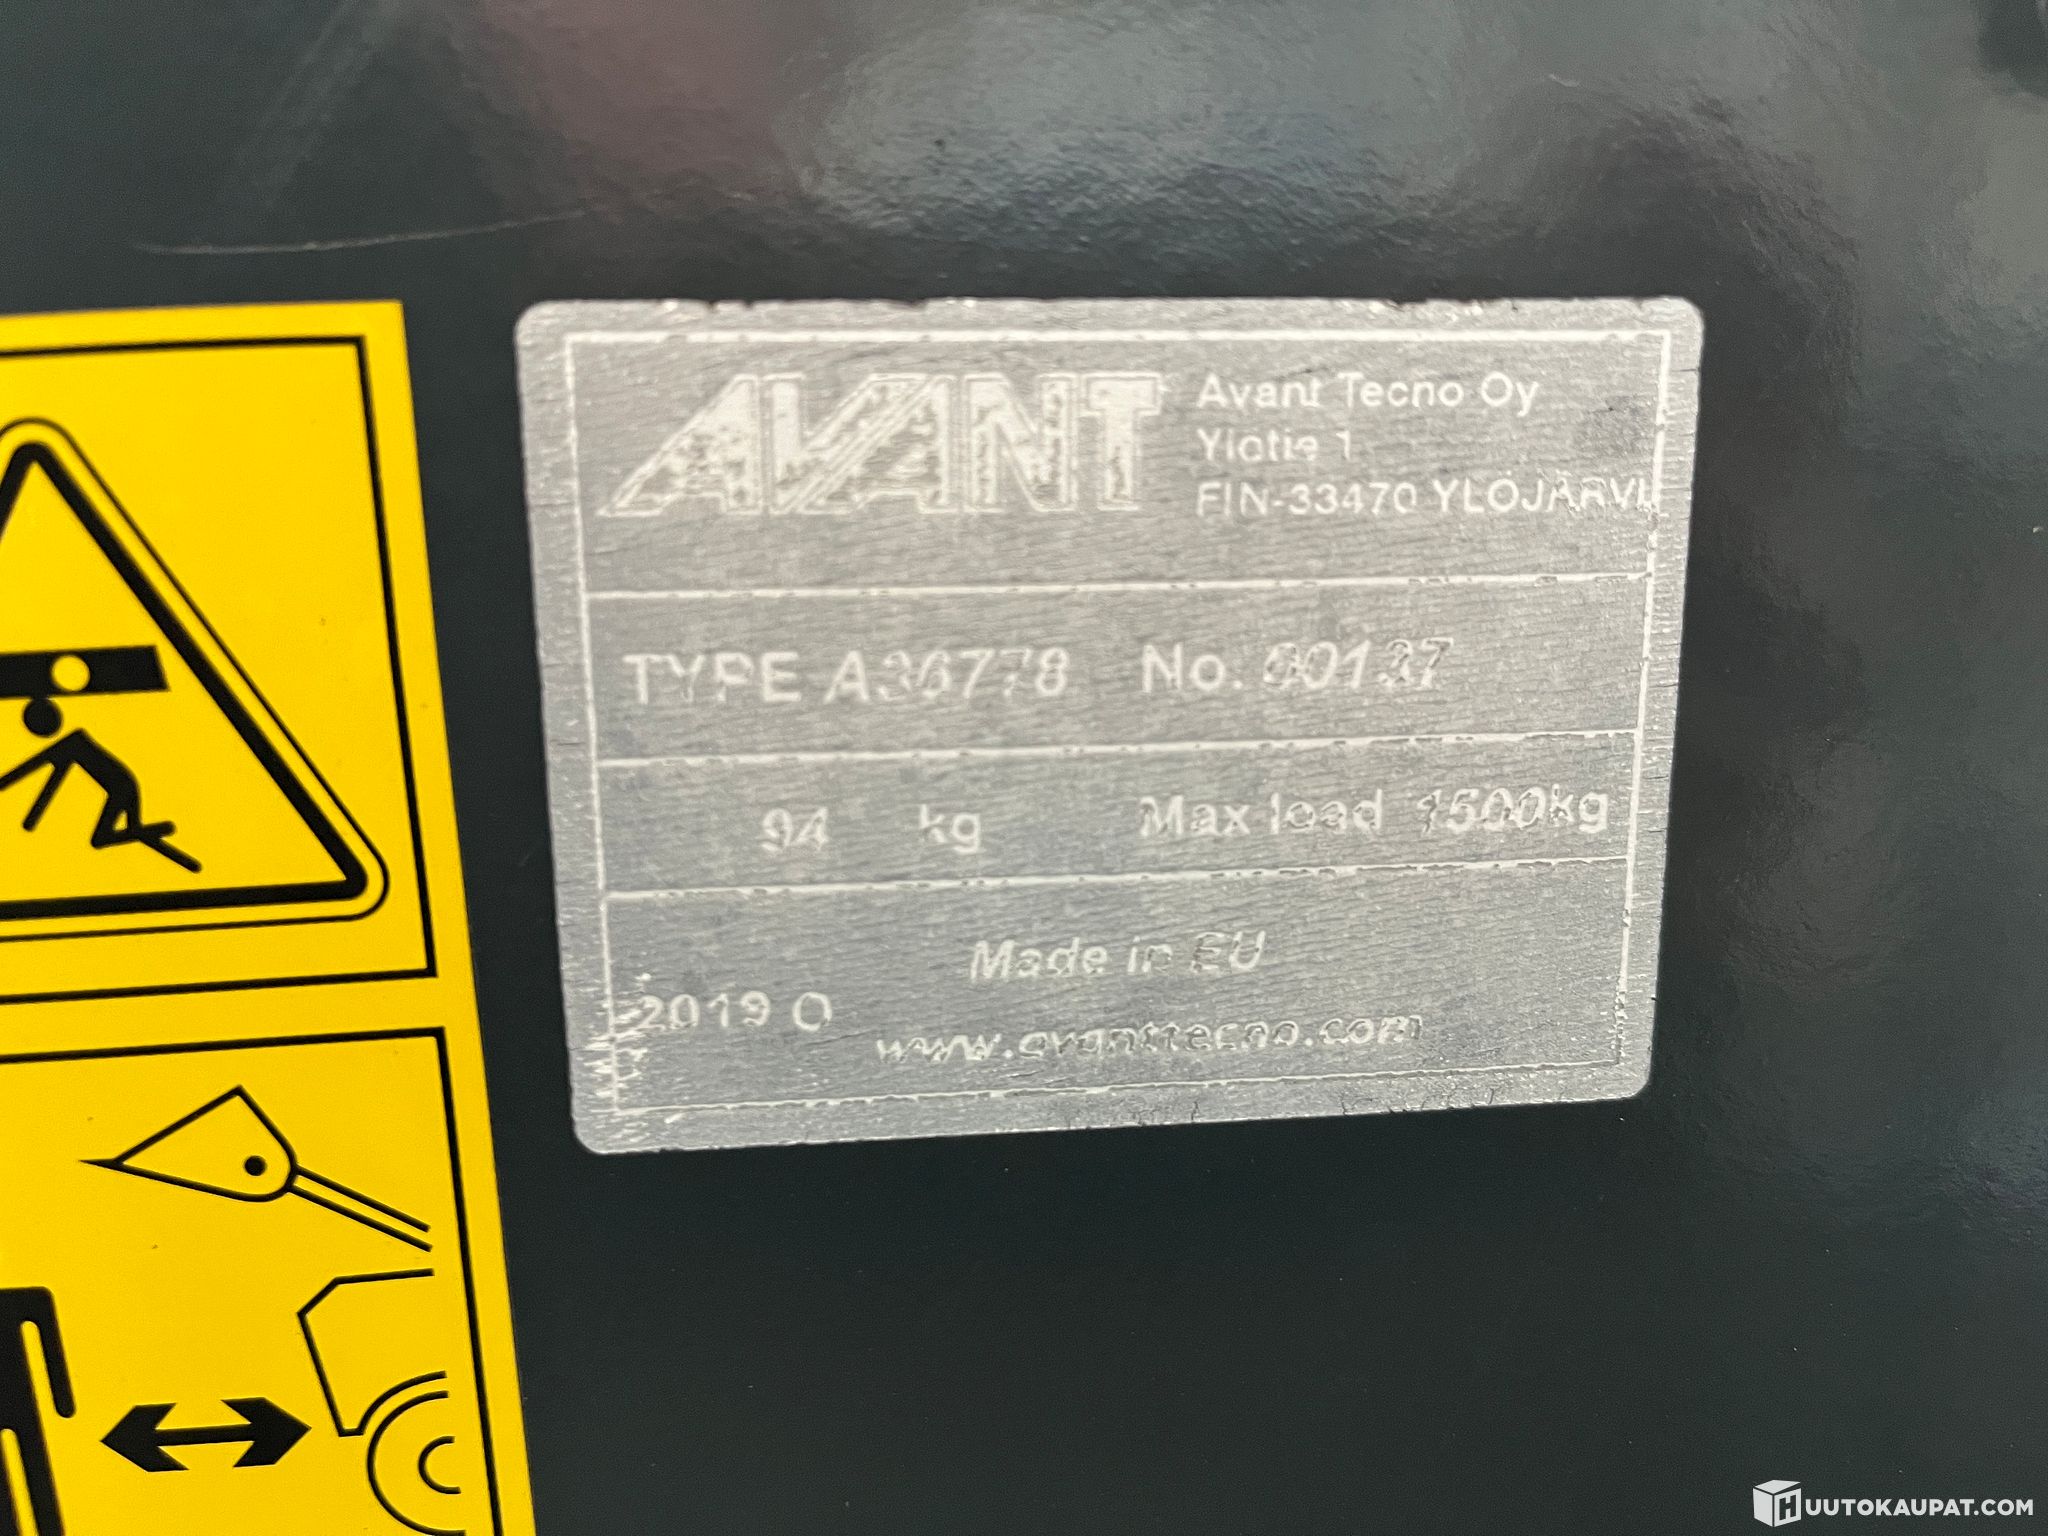 AVANT
Avant Tecno Oy
Ylotie 1
FIN-33470 YLÖJÄRVI
TYPE A36778 No. 00137
94 kg Max load 1500kg
Made in EU
2019 O
www.avanttecno.com
HUUTOKAUPAT.COM